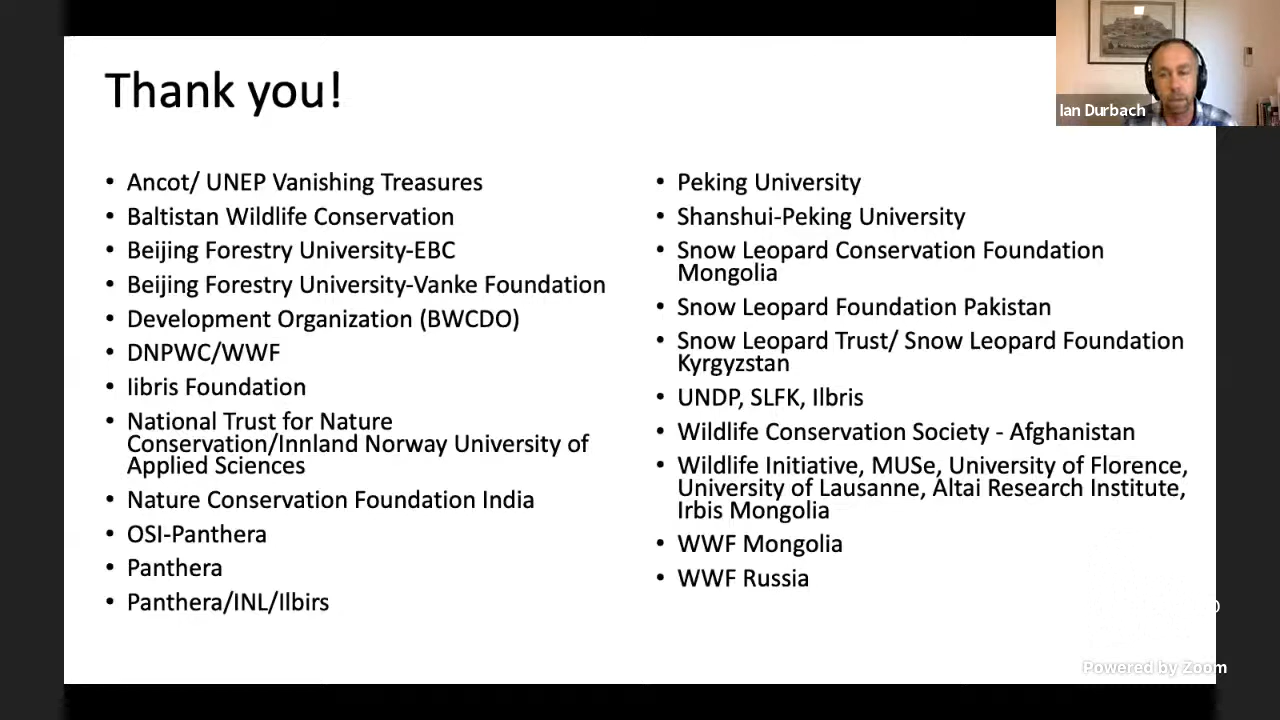 Thank you!
Ian Durbach
• Ancot/ UNEP Vanishing Treasures
• Baltistan Wildlife Conservation
• Beijing Forestry University-EBC
• Beijing Forestry University-Vanke Foundation
• Development Organization (BWCDO)
• DNPWC/WWF
• Iibris Foundation
• National Trust for Nature
Conservation/Innland Norway University of
Applied Sciences
• Nature Conservation Foundation India
• OSI-Panthera
• Panthera
• Panthera/INL/Ilbirs
• Peking University
• Shanshui-Peking University
• Snow Leopard Conservation Foundation
Mongolia
• Snow Leopard Foundation Pakistan
• Snow Leopard Trust/ Snow Leopard Foundation
Kyrgyzstan
• UNDP, SLFK, Ilbris
• Wildlife Conservation Society - Afghanistan
• Wildlife Initiative, MUSe, University of Florence,
University of Lausanne, Altai Research Institute,
Irbis Mongolia
• WWF Mongolia
• WWF Russia
Powered by Zoom